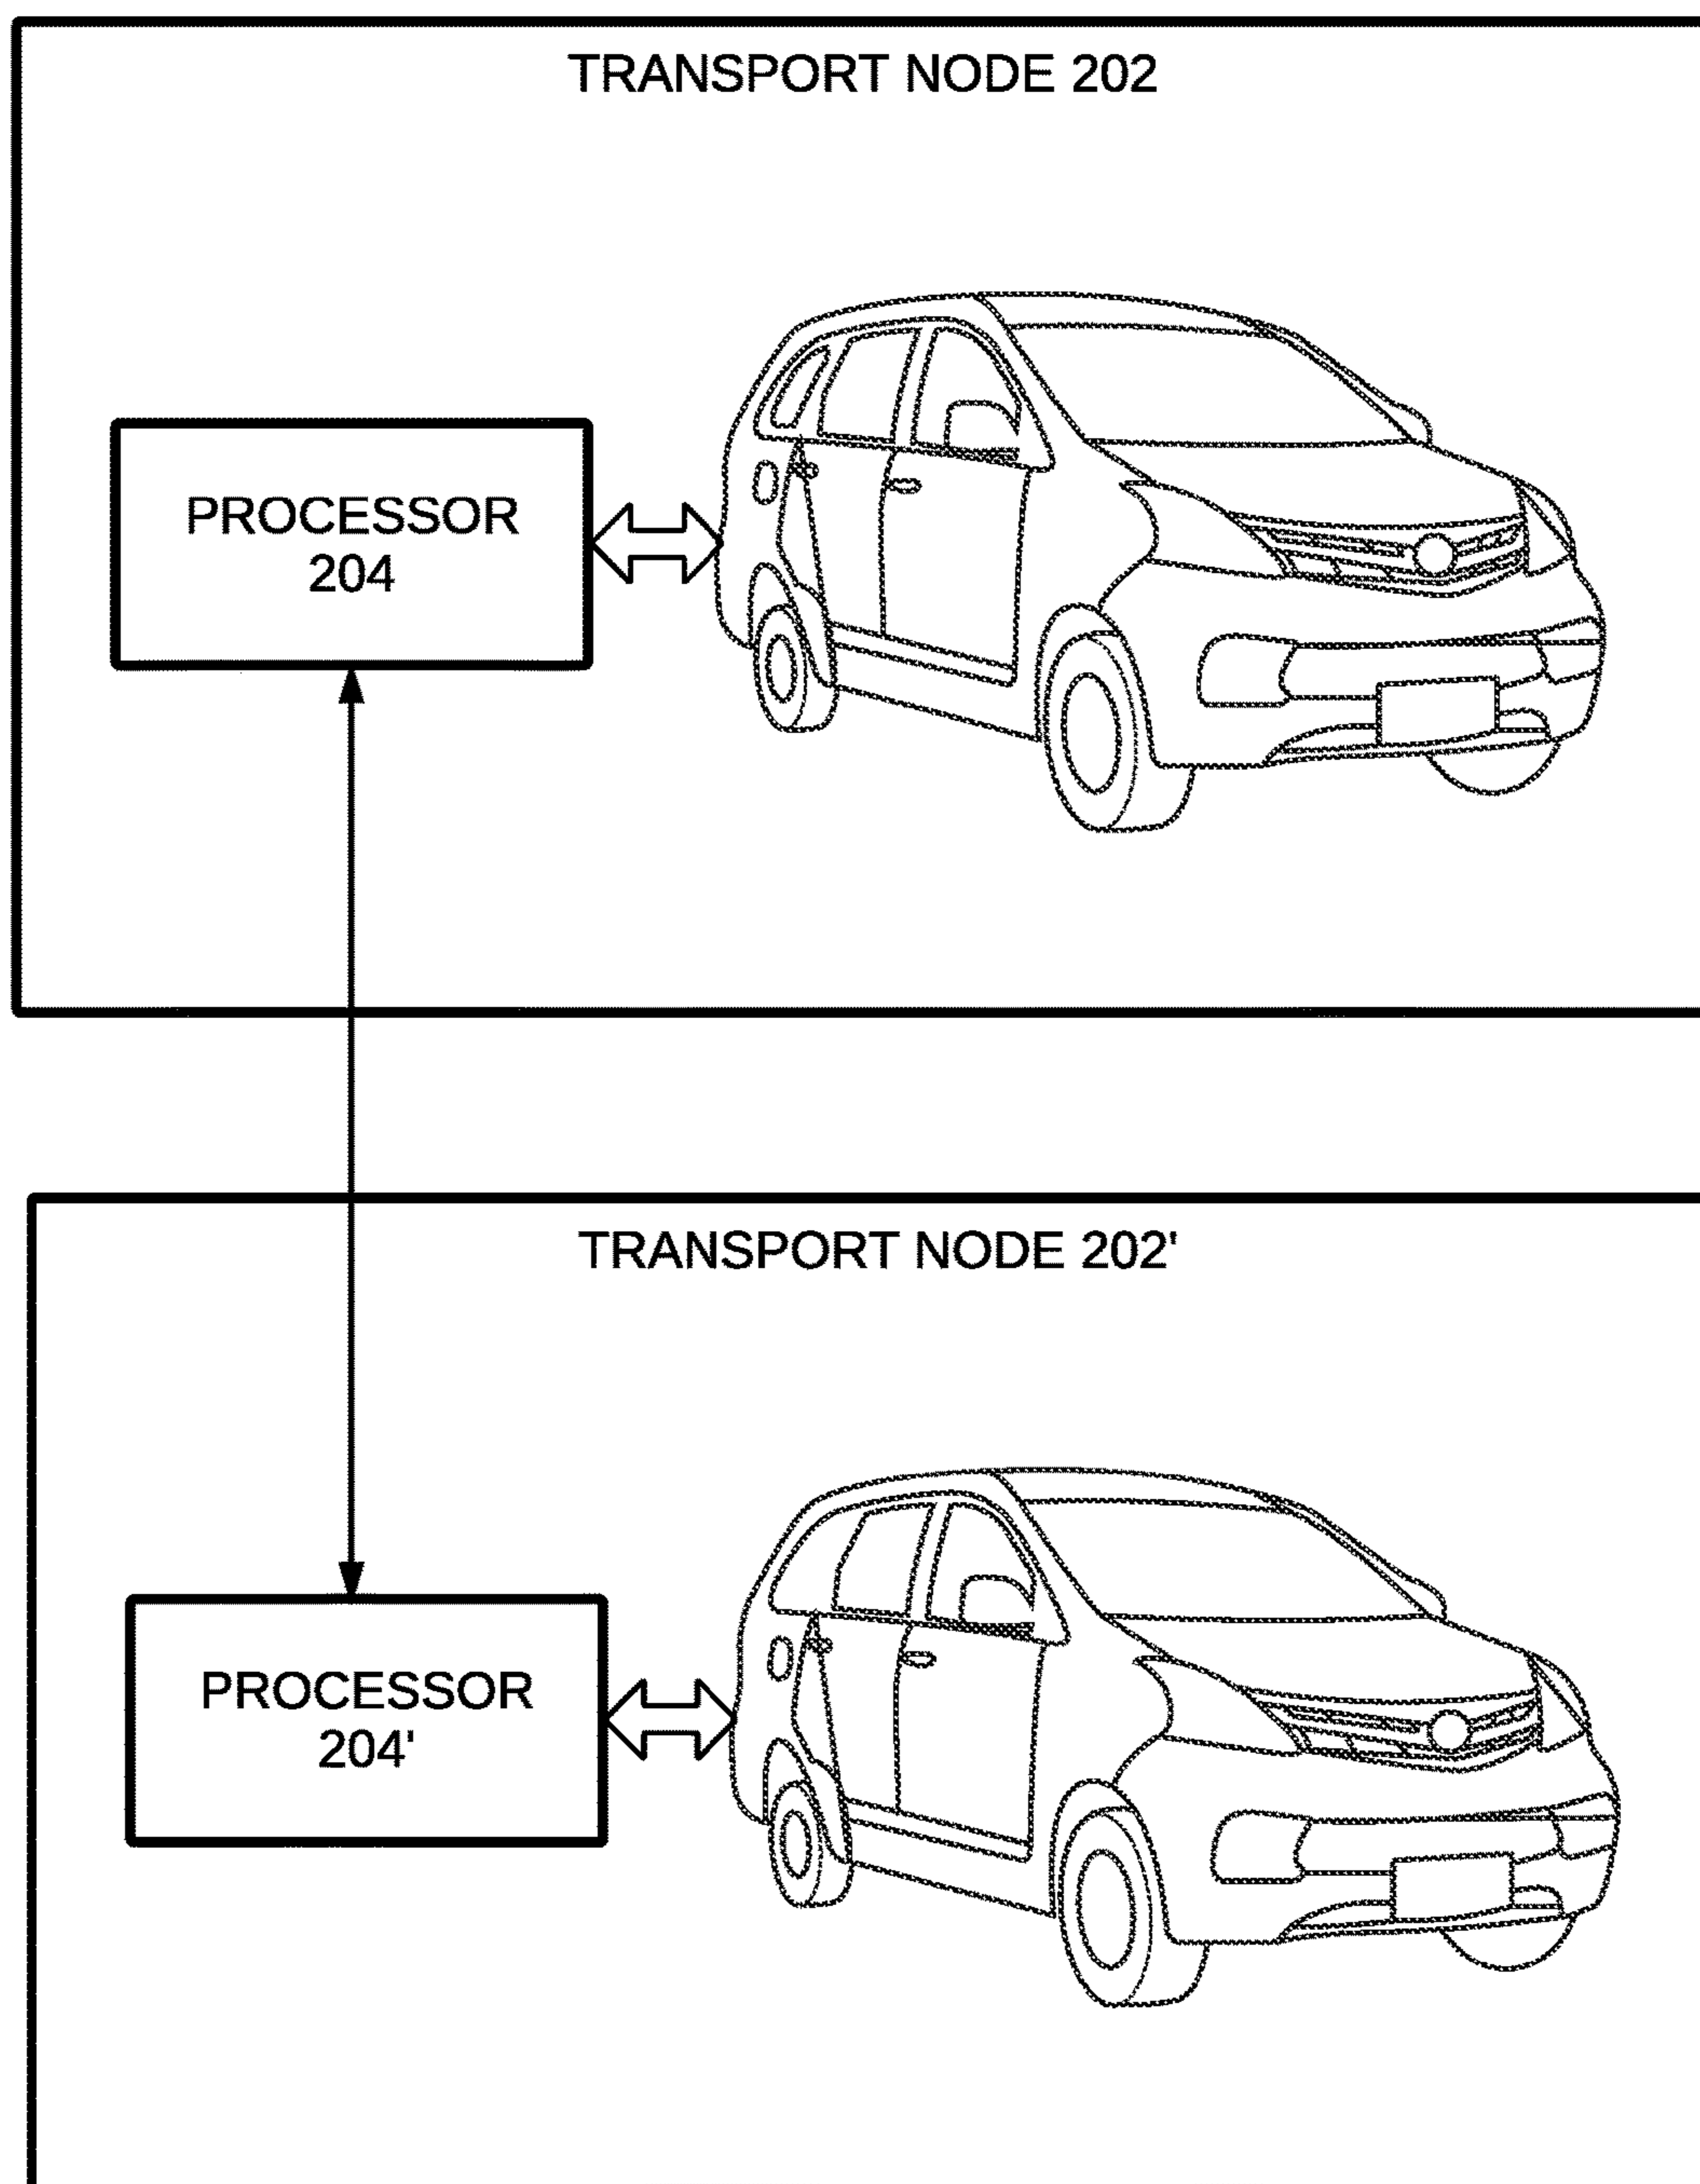 TRANSPORT NODE 202
PROCESSOR
204
TRANSPORT NODE 202'
PROCESSOR
204'